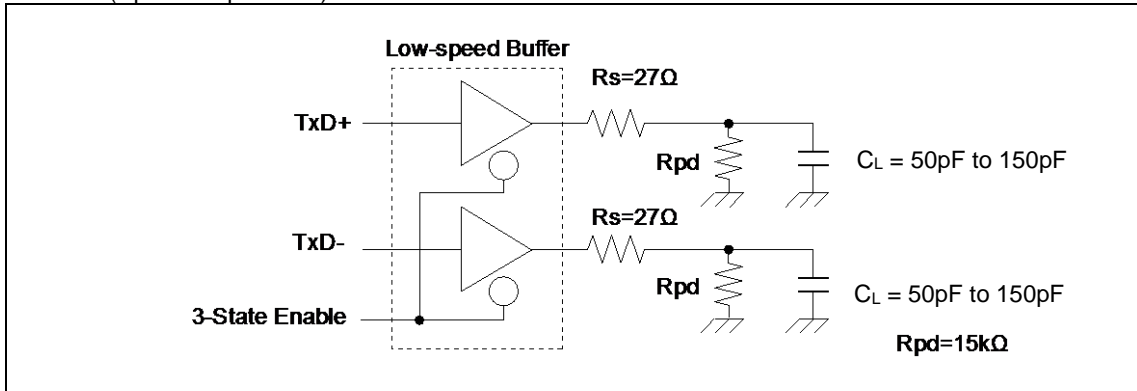 Low-speed Buffer
Rs=27Ω
TxD+
Rpd
CL = 50pF to 150pF
Rs=27Ω
TxD-
Rpd
CL = 50pF to 150pF
3-State Enable
Rpd=15kΩ